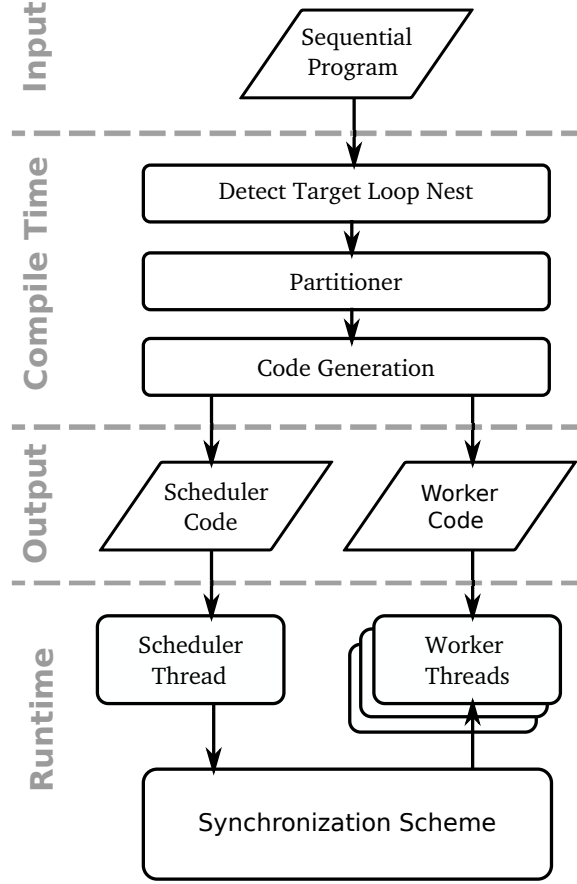 Input
Sequential
Program
Compile Time
Detect Target Loop Nest
Partitioner
Code Generation
Output
Scheduler
Code
Worker
Code
Runtime
Scheduler
Thread
Worker
Threads
Synchronization Scheme